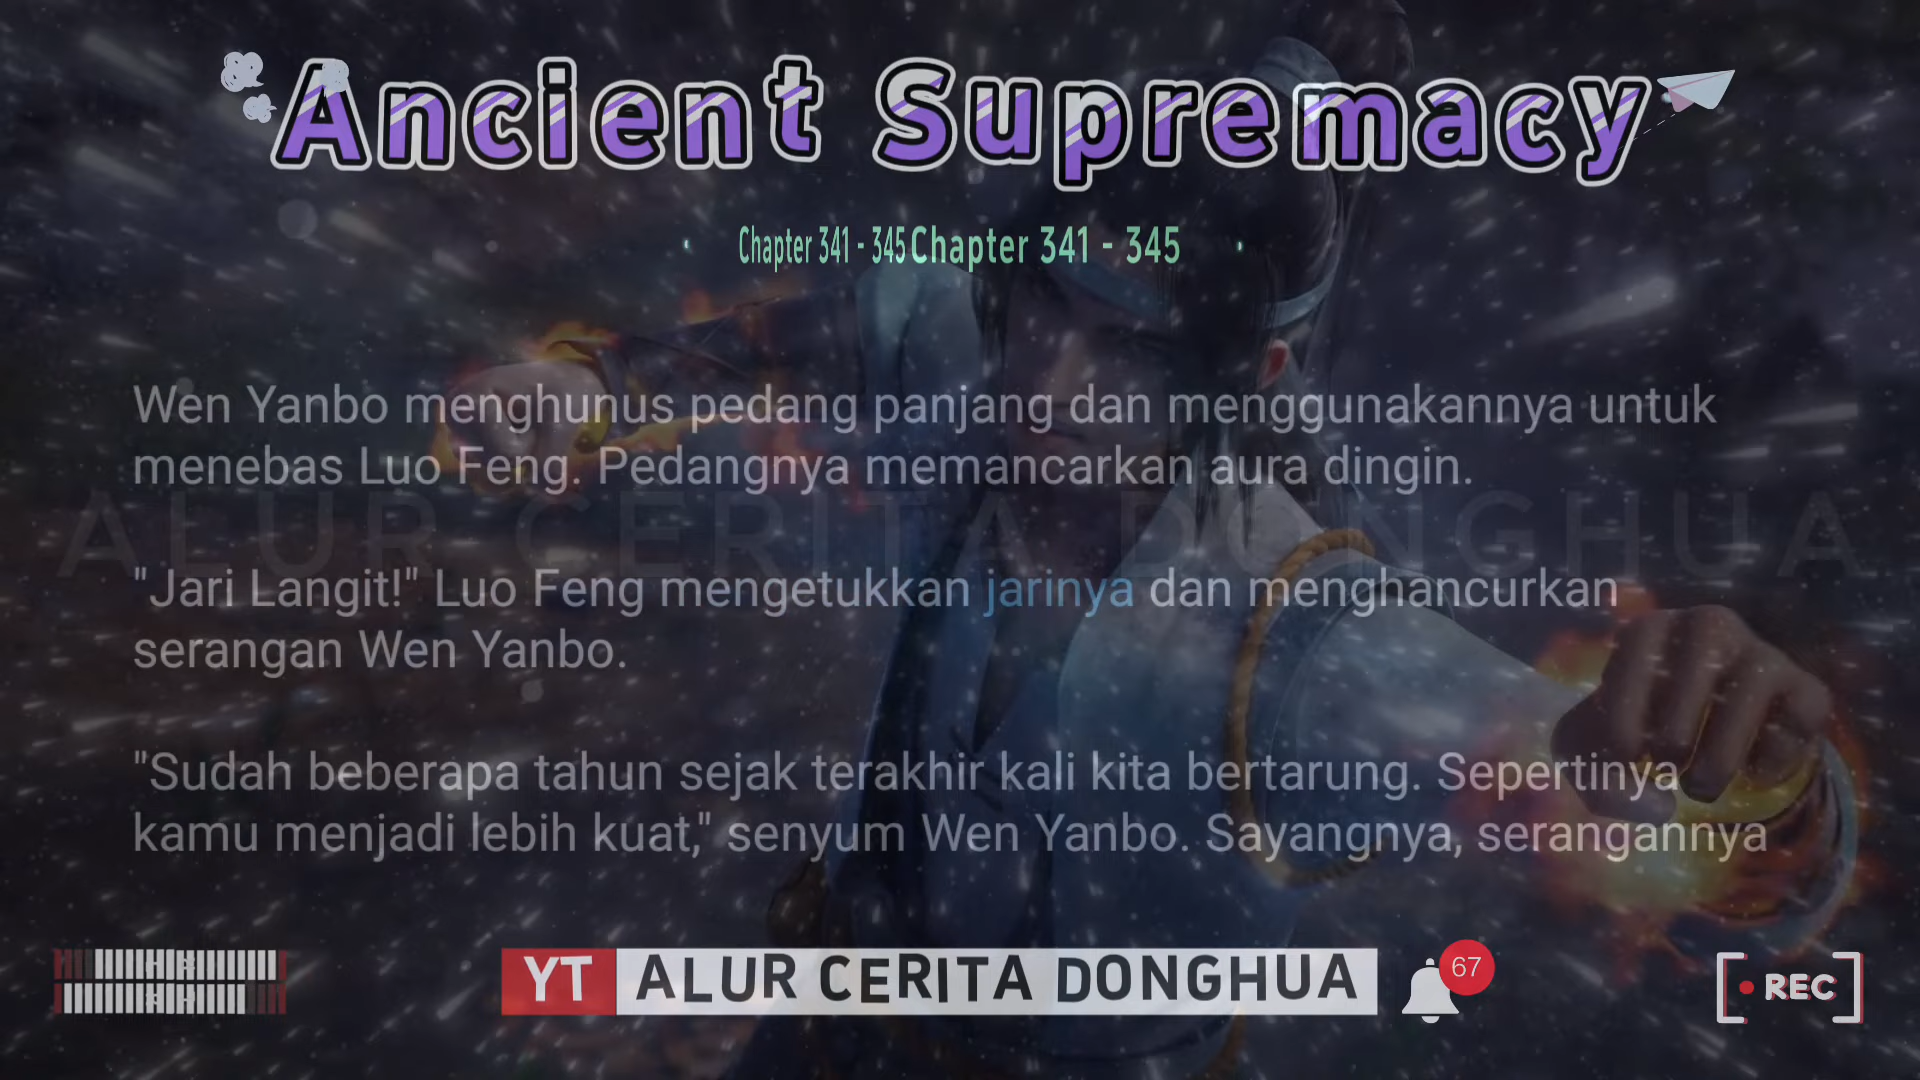 Ancient Supremacy
Chapter 341 - 345Chapter 341 - 345
Wen Yanbo menghunus pedang panjang dan menggunakannya untuk
menebas Luo Feng. Pedangnya memancarkan aura dingin.
ALUR CERITA DONGHUA
"Jari Langit!" Luo Feng mengetukkan jarinya dan menghancurkan
serangan Wen Yanbo.
"Sudah beberapa tahun sejak terakhir kali kita bertarung. Sepertinya
kamu menjadi lebih kuat," senyum Wen Yanbo. Sayangnya, serangannya
YT ALUR CERITA DONGHUA
67
REC